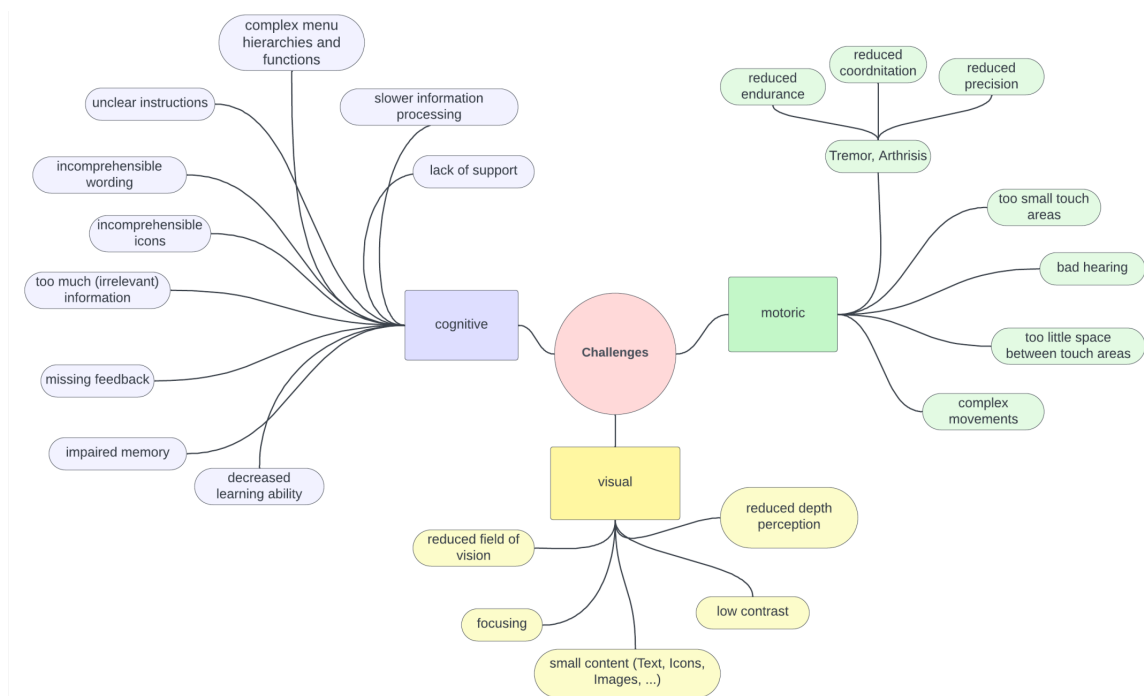 complex menu
hierarchies and
functions
unclear instructions
slower information
processing
incomprehensible
wording
lack of support
incomprehensible
icons
too much (irrelevant)
information
missing feedback
impaired memory
decreased
learning ability
cognitive
Challenges
motoric
reduced
endurance
reduced
coordnitation
reduced
precision
Tremor, Arthrisis
too small touch
areas
bad hearing
too little space
between touch areas
complex
movements
visual
reduced field of
vision
reduced depth
perception
focusing
low contrast
small content (Text, Icons,
Images, ...)